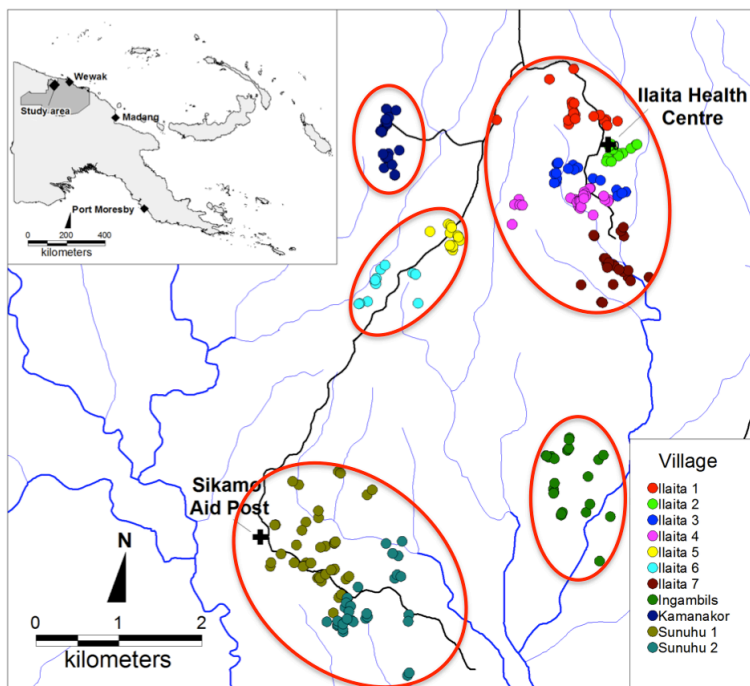 Wewak
Study area
Madang
Port Moresby
0 200 400
kilometers
Ilaita Health
Centre
Sikamo
Aid Post
N
0 1 2
kilometers
Village
Ilaita 1
Ilaita 2
Ilaita 3
Ilaita 4
Ilaita 5
Ilaita 6
Ilaita 7
Ingambils
Kamanakor
Sunuhu 1
Sunuhu 2